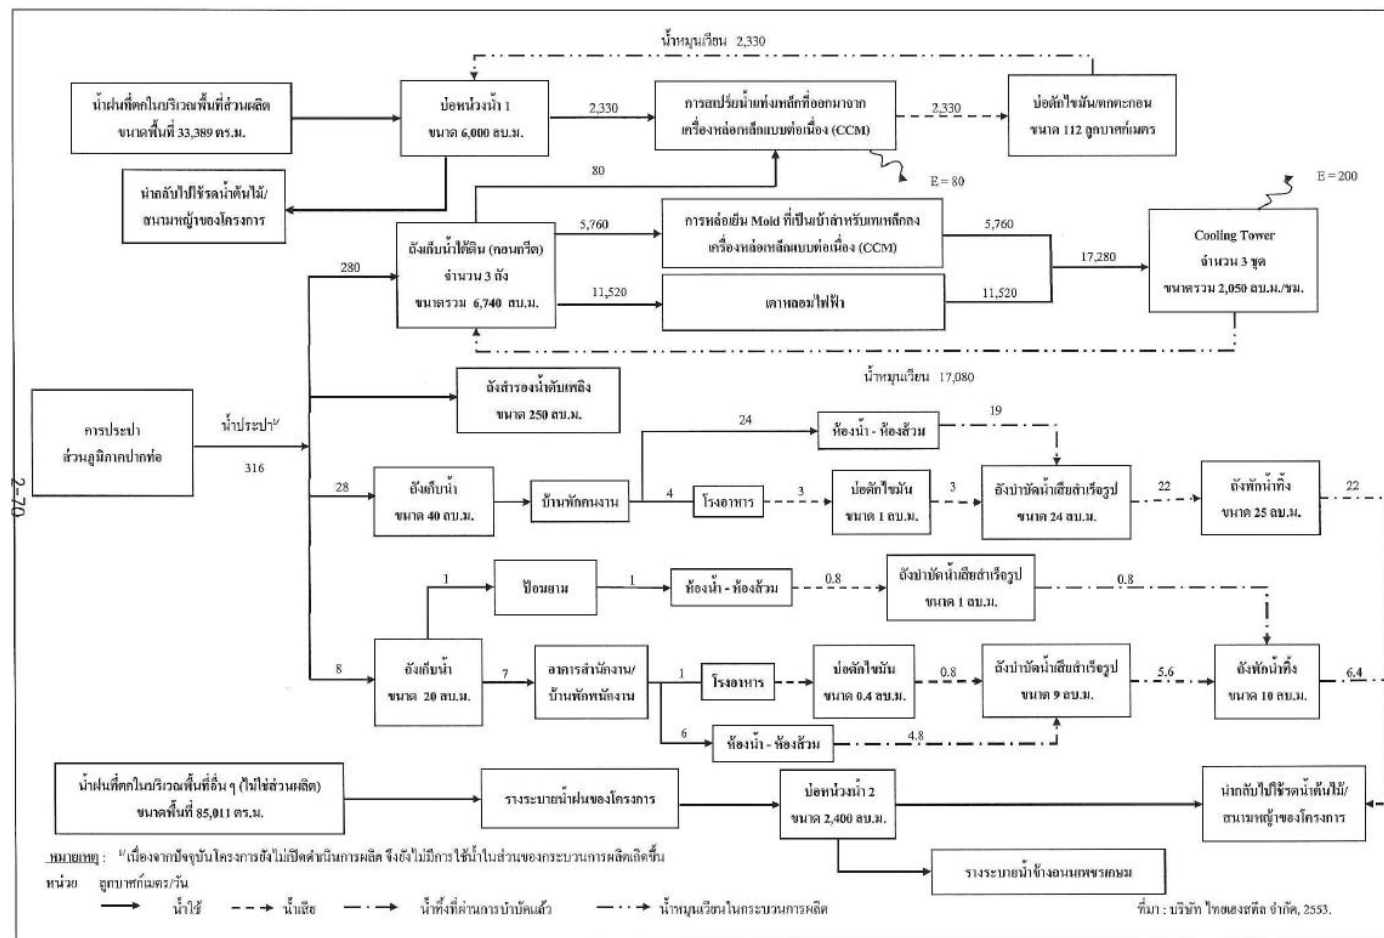 น้ำหมุนเวียน 2,330
น้ำฝนที่ตกในบริเวณพื้นที่ส่วนผลิต
ขนาดพื้นที่ 33,389 ตร.ม.
บ่อหน่วงน้ำ 1
ขนาด 6,000 ลบ.ม.
2,330
การสเปรย์น้ำแท่งเหล็กที่ออกมาจาก
เครื่องหล่อเหล็กแบบต่อเนื่อง (CCM)
2,330
บ่อดักไขมัน/ตกตะกอน
ขนาด 112 ลูกบาศก์เมตร
นำกลับไปใช้รดน้ำต้นไม้/
สนามหญ้าของโครงการ
80
E = 80
E = 200
280
ถังเก็บน้ำใต้ดิน (คอนกรีต)
จำนวน 3 ถัง
ขนาดรวม 6,740 ลบ.ม.
5,760
การหล่อเย็น Mold ที่เป็นเบ้าสำหรับเทเหล็กลง
เครื่องหล่อเหล็กแบบต่อเนื่อง (CCM)
5,760
11,520
เตาหลอมไฟฟ้า
11,520
17,280
Cooling Tower
จำนวน 3 ชุด
ขนาดรวม 2,050 ลบ.ม./ชม.
น้ำหมุนเวียน 17,080
ถังสำรองน้ำดับเพลิง
ขนาด 250 ลบ.ม.
การประปา
ส่วนภูมิภาคปากท่อ
น้ำประปา1/
316
24
ห้องน้ำ - ห้องส้วม
19
28
ถังเก็บน้ำ
ขนาด 40 ลบ.ม.
บ้านพักคนงาน
4
โรงอาหาร
3
บ่อดักไขมัน
ขนาด 1 ลบ.ม.
3
ถังบำบัดน้ำเสียสำเร็จรูป
ขนาด 24 ลบ.ม.
22
ถังพักน้ำทิ้ง
ขนาด 25 ลบ.ม.
22
2-70
1
ป้อมยาม
1
ห้องน้ำ - ห้องส้วม
0.8
ถังบำบัดน้ำเสียสำเร็จรูป
ขนาด 1 ลบ.ม.
0.8
8
ถังเก็บน้ำ
ขนาด 20 ลบ.ม.
7
อาคารสำนักงาน/
บ้านพักพนักงาน
1
โรงอาหาร
บ่อดักไขมัน
ขนาด 0.4 ลบ.ม.
0.8
ถังบำบัดน้ำเสียสำเร็จรูป
ขนาด 9 ลบ.ม.
5.6
ถังพักน้ำทิ้ง
ขนาด 10 ลบ.ม.
6.4
6
ห้องน้ำ - ห้องส้วม
4.8
น้ำฝนที่ตกในบริเวณพื้นที่อื่น ๆ (ไม่ใช่ส่วนผลิต)
ขนาดพื้นที่ 85,011 ตร.ม.
รางระบายน้ำฝนของโครงการ
บ่อหน่วงน้ำ 2
ขนาด 2,400 ลบ.ม.
นำกลับไปใช้รดน้ำต้นไม้/
สนามหญ้าของโครงการ
รางระบายน้ำข้างถนนเพชรเกษม
หมายเหตุ : 1/เนื่องจากปัจจุบันโครงการยังไม่เปิดดำเนินการผลิต จึงยังไม่มีการใช้น้ำในส่วนของกระบวนการผลิตเกิดขึ้น
หน่วย ลูกบาศก์เมตร/วัน
น้ำใช้ น้ำเสีย น้ำทิ้งที่ผ่านการบำบัดแล้ว น้ำหมุนเวียนในกระบวนการผลิต
ที่มา : บริษัท ไทยเฮงสตีล จำกัด, 2553.